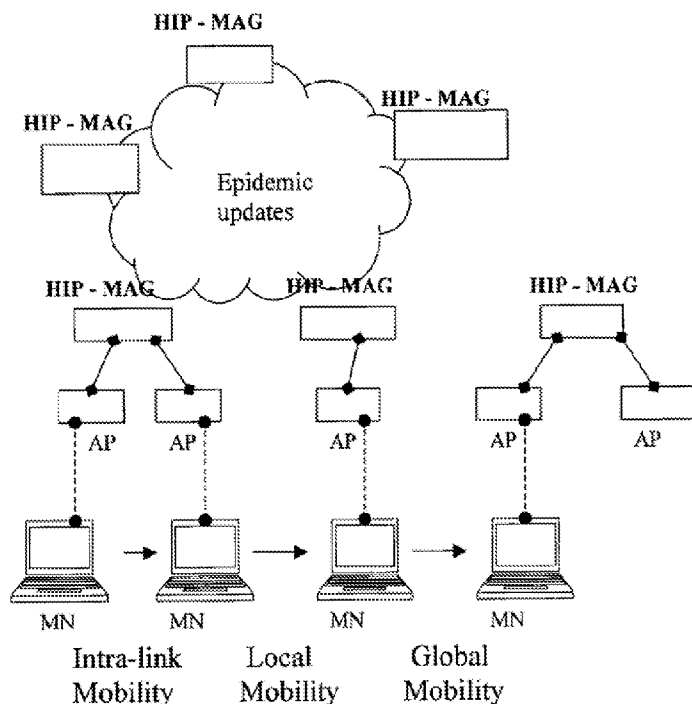 HIP - MAG
HIP - MAG
HIP - MAG
Epidemic
updates
HIP - MAG
HIP - MAG
HIP - MAG
AP
AP
AP
AP
AP
MN
MN
MN
MN
Intra-link
Mobility
Local
Mobility
Global
Mobility